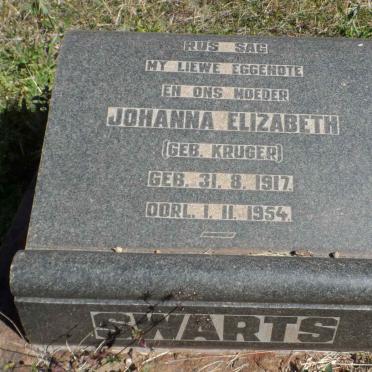 RUS SAG
MY LIEWE EGGENOTE
EN ONS MOEDER
JOHANNA ELIZABETH
(GEB. KRUGER)
GEB. 31. 8. 1917.
OORL. 1. 11. 1954.
SWARTS